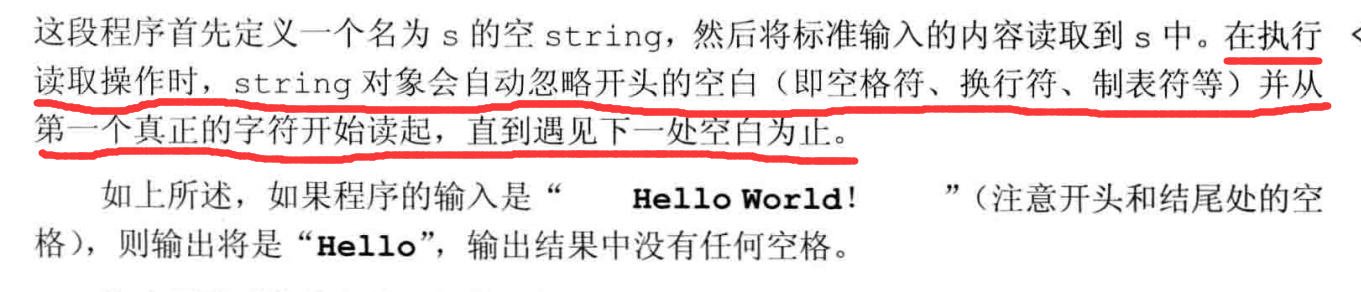 这段程序首先定义一个名为 s 的空 string，然后将标准输入的内容读取到 s 中。在执行 <
读取操作时，string 对象会自动忽略开头的空白（即空格符、换行符、制表符等）并从
第一个真正的字符开始读起，直到遇见下一处空白为止。
如上所述，如果程序的输入是“    Hello World!    ”（注意开头和结尾处的空
格），则输出将是“Hello”，输出结果中没有任何空格。